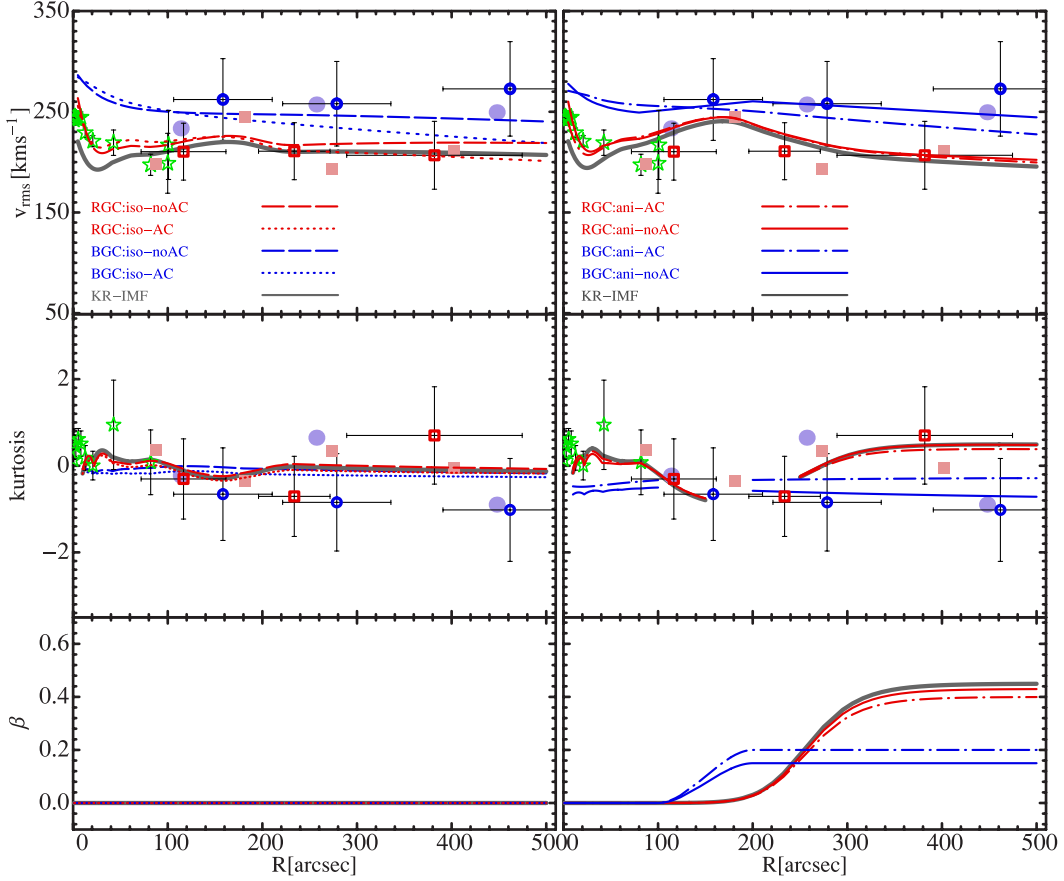 250
150
50
v_rms [kms^−1]
RGC:iso−noAC
RGC:iso−AC
BGC:iso−noAC
BGC:iso−AC
KR−IMF
RGC:ani−AC
RGC:ani−noAC
BGC:ani−AC
BGC:ani−noAC
KR−IMF
2
0
−2
kurtosis
0.6
0.4
0.2
0.0
β
0 100 200 300 400 500
0 100 200 300 400 500
R[arcsec]
R[arcsec]